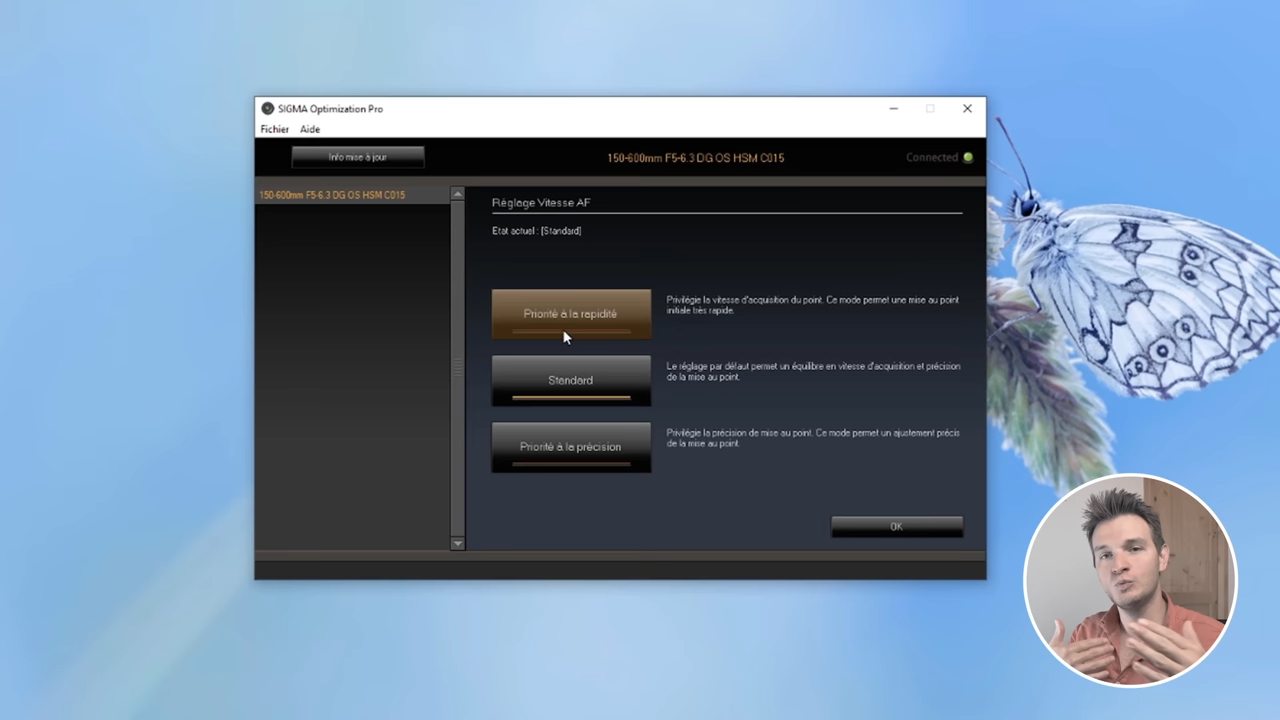 SIGMA Optimization Pro
Fichier Aide
Info mise à jour
150-600mm F5-6.3 DG OS HSM C015
Connected
150-600mm F5-6.3 DG OS HSM C015
Réglage Vitesse AF
Etat actuel : [Standard]
Priorité à la rapidité
Privilégie la vitesse d'acquisition du point. Ce mode permet une mise au point
initiale très rapide.
Standard
Le réglage par défaut permet un équilibre en vitesse d'acquisition et précision
de la mise au point.
Priorité à la précision
Privilégie la précision de mise au point. Ce mode permet un ajustement précis
de la mise au point.
OK